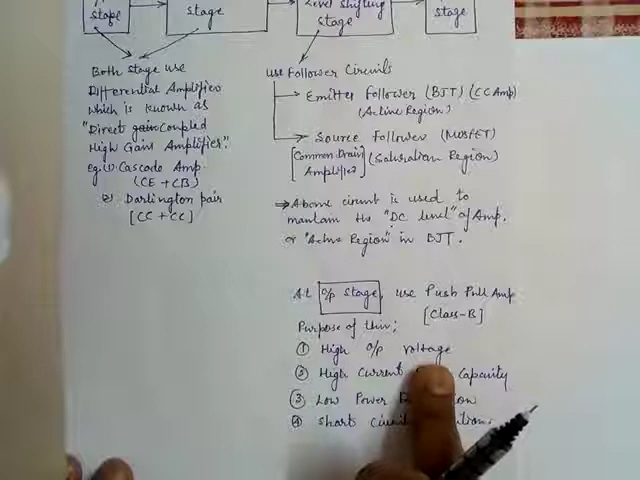 stage
stage
Level Shifting
stage
stage
Both stage use
Differential Amplifier
which is known as
"Direct gain Coupled
High Gain Amplifier".
eg. (1) Cascade Amp
(CE + CB)
(2) Darlington pair
[CC + CC]
use Follower Circuits
Emitter Follower (BJT) (CC Amp)
(Active Region)
Source Follower (MOSFET)
[Common Drain Amplifier] (Saturation Region)
⇒ Above circuit is used to
mantain the "DC level" of Amp.
or "Active Region" in BJT.
At o/p stage, use Push Pull Amp
[Class-B]
Purpose of this;
① High o/p voltage
② High Current Capacity
③ Low Power
④ Short